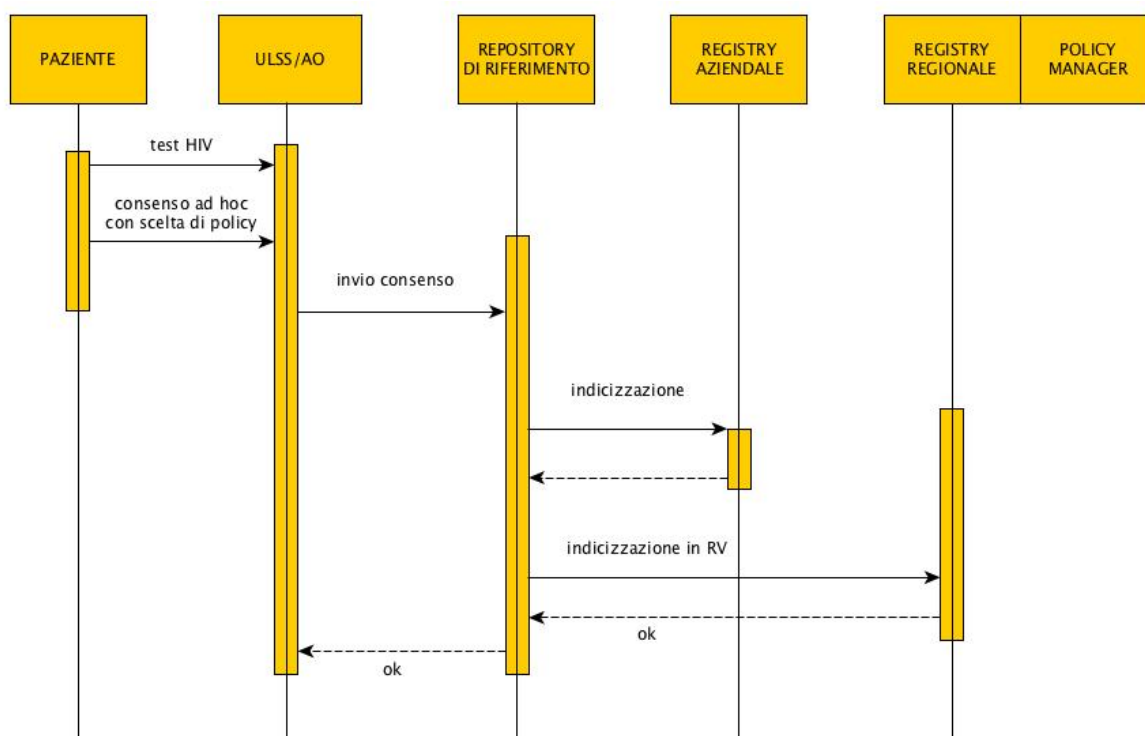 PAZIENTE
ULSS/AO
REPOSITORY
DI RIFERIMENTO
REGISTRY
AZIENDALE
REGISTRY
REGIONALE
POLICY
MANAGER
test HIV
consenso ad hoc
con scelta di policy
invio consenso
indicizzazione
indicizzazione in RV
ok
ok